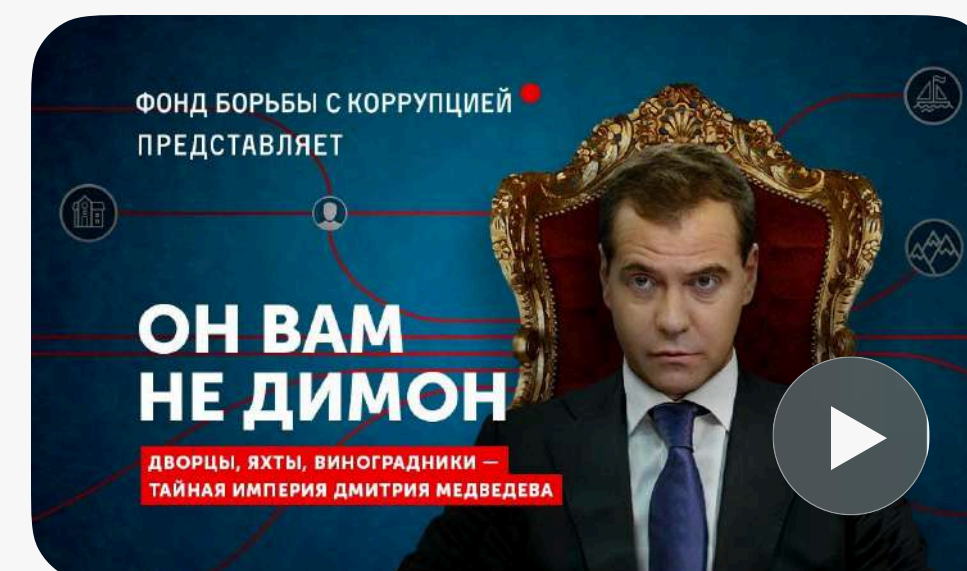 ФОНД БОРЬБЫ С КОРРУПЦИЕЙ
ПРЕДСТАВЛЯЕТ
ОН ВАМ
НЕ ДИМОН
ДВОРЦЫ, ЯХТЫ, ВИНОГРАДНИКИ —
ТАЙНАЯ ИМПЕРИЯ ДМИТРИЯ МЕДВЕДЕВА